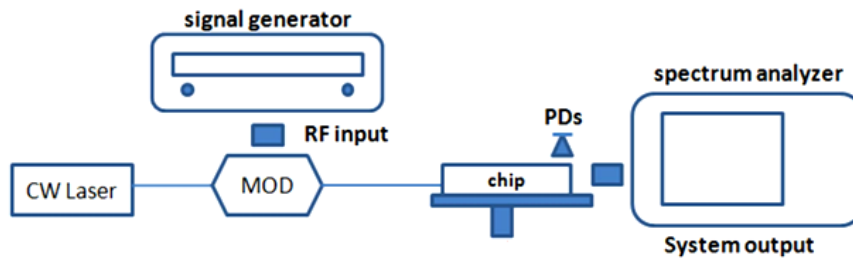 signal generator
spectrum analyzer
PDs
RF input
CW Laser
MOD
chip
System output